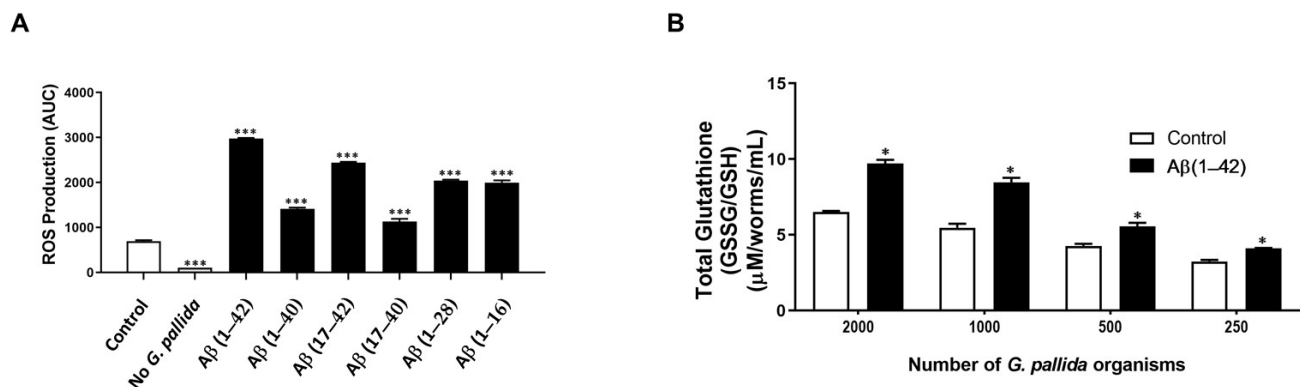 A
ROS Production (AUC)
4000
3000
2000
1000
0
***
***
***
***
***
***
***
Control
No G. pallida
Aβ (1–42)
Aβ (1–40)
Aβ (17–42)
Aβ (17–40)
Aβ (1–28)
Aβ (1–16)
B
Total Glutathione
(GSSG/GSH)
(μM/worms/mL)
15
10
5
0
*
*
*
*
Control
Aβ(1–42)
2000
1000
500
250
Number of G. pallida organisms